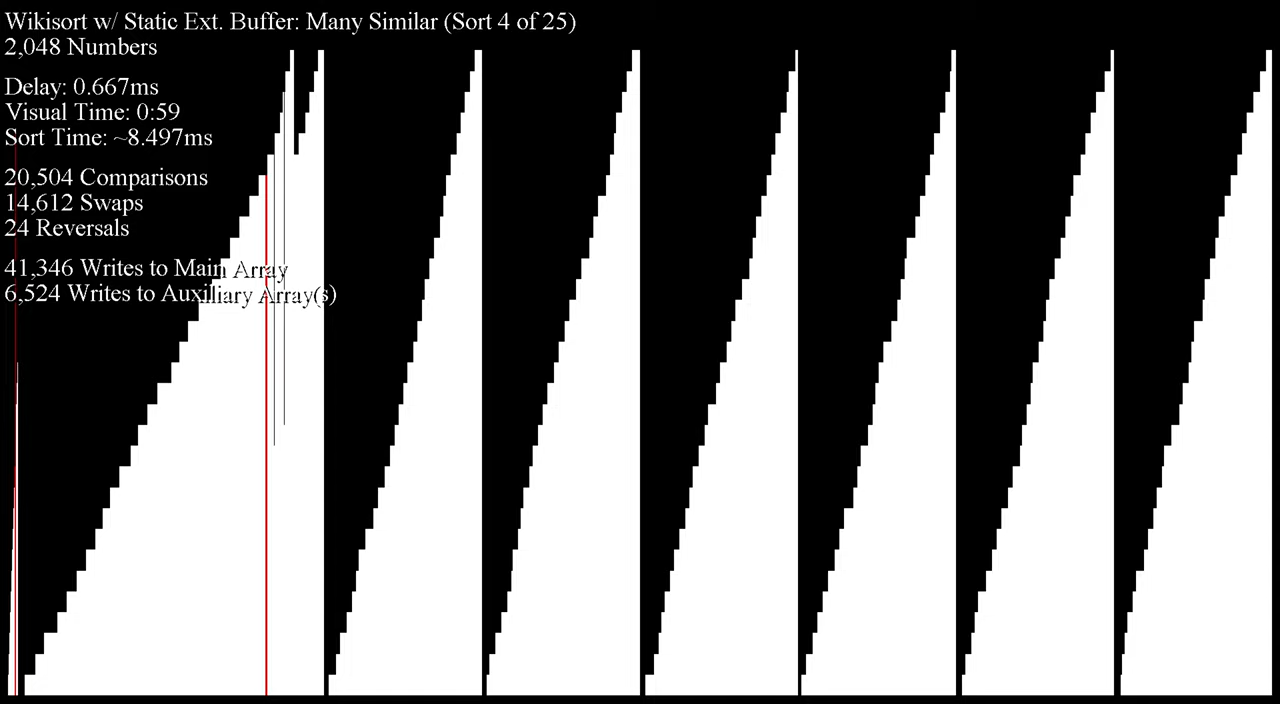 Wikisort w/ Static Ext. Buffer: Many Similar (Sort 4 of 25)
2,048 Numbers
Delay: 0.667ms
Visual Time: 0:59
Sort Time: ~8.497ms
20,504 Comparisons
14,612 Swaps
24 Reversals
41,346 Writes to Main Array
6,524 Writes to Auxiliary Array(s)